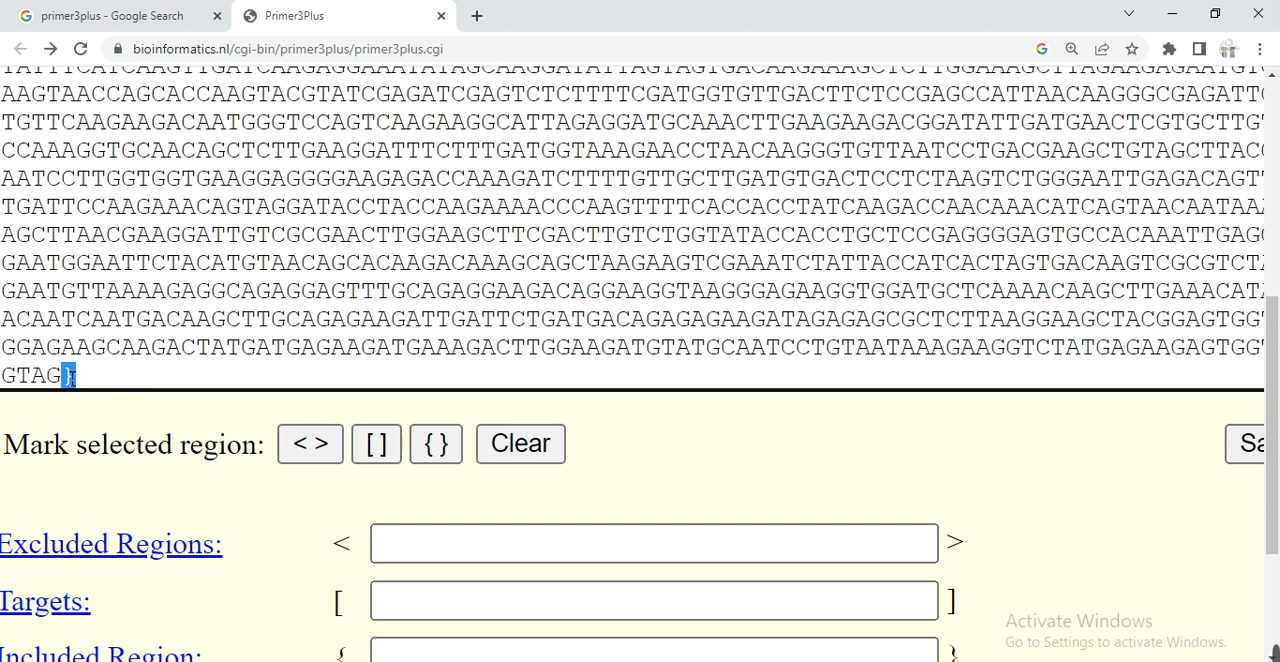 primer3plus - Google Search
Primer3Plus
bioinformatics.nl/cgi-bin/primer3plus/primer3plus.cgi
TATTTCATCAAGTTGATCAAGAGGAAATATAGCAAGGATATTAGTAGTGACAAGAAAGCTCTTGGAAAGCTTAGAAGAGAATGT
AAGTAACCAGCACCAAGTACGTATCGAGATCGAGTCTCTTTTCGATGGTGTTGACTTCTCCGAGCCATTAACAAGGGCGAGATT
TGTTCAAGAAGACAATGGGTCCAGTCAAGAAGGCATTAGAGGATGCAAACTTGAAGAAGACGGATATTGATGAACTCGTGCTTG
CCAAAGGTGCAACAGCTCTTGAAGGATTTCTTTGATGGTAAAGAACCTAACAAGGGTGTTAATCCTGACGAAGCTGTAGCTTAC
AATCCTTGGTGGTGAAGGAGGGGAAGAGACCAAAGATCTTTTGTTGCTTGATGTGACTCCTCTAAGTCTGGGAATTGAGACAGT
TGATTCCAAGAAACAGTAGGATACCTACCAAGAAAACCCAAGTTTTCACCACCTATCAAGACCAACAAACATCAGTAACAATAA
AGCTTAACGAAGGATTGTCGCGAACTTGGAAGCTTCGACTTGTCTGGTATACCACCTGCTCCGAGGGGAGTGCCACAAATTGAG
GAATGGAATTCTACATGTAACAGCACAAGACAAAGCAGCTAAGAAGTCGAAATCTATTACCATCACTAGTGACAAGTCGCGTCT
GAATGTTAAAAGAGGCAGAGGAGTTTGCAGAGGAAGACAGGAAGGTAAGGGAGAAGGTGGATGCTCAAAACAAGCTTGAAACAT
ACAATCAATGACAAGCTTGCAGAGAAGATTGATTCTGATGACAGAGAGAAGATAGAGAGCGCTCTTAAGGAAGCTACGGAGTGG
GGAGAAGCAAGACTATGATGAGAAGATGAAAGACTTGGAAGATGTATGCAATCCTGTAATAAAGAAGGTCTATGAGAAGAGTGG
GTAG}
Mark selected region: < > [ ] { } Clear Sa
Excluded Regions: < >
Targets: [ ]
Included Region: { }
Activate Windows
Go to Settings to activate Windows.